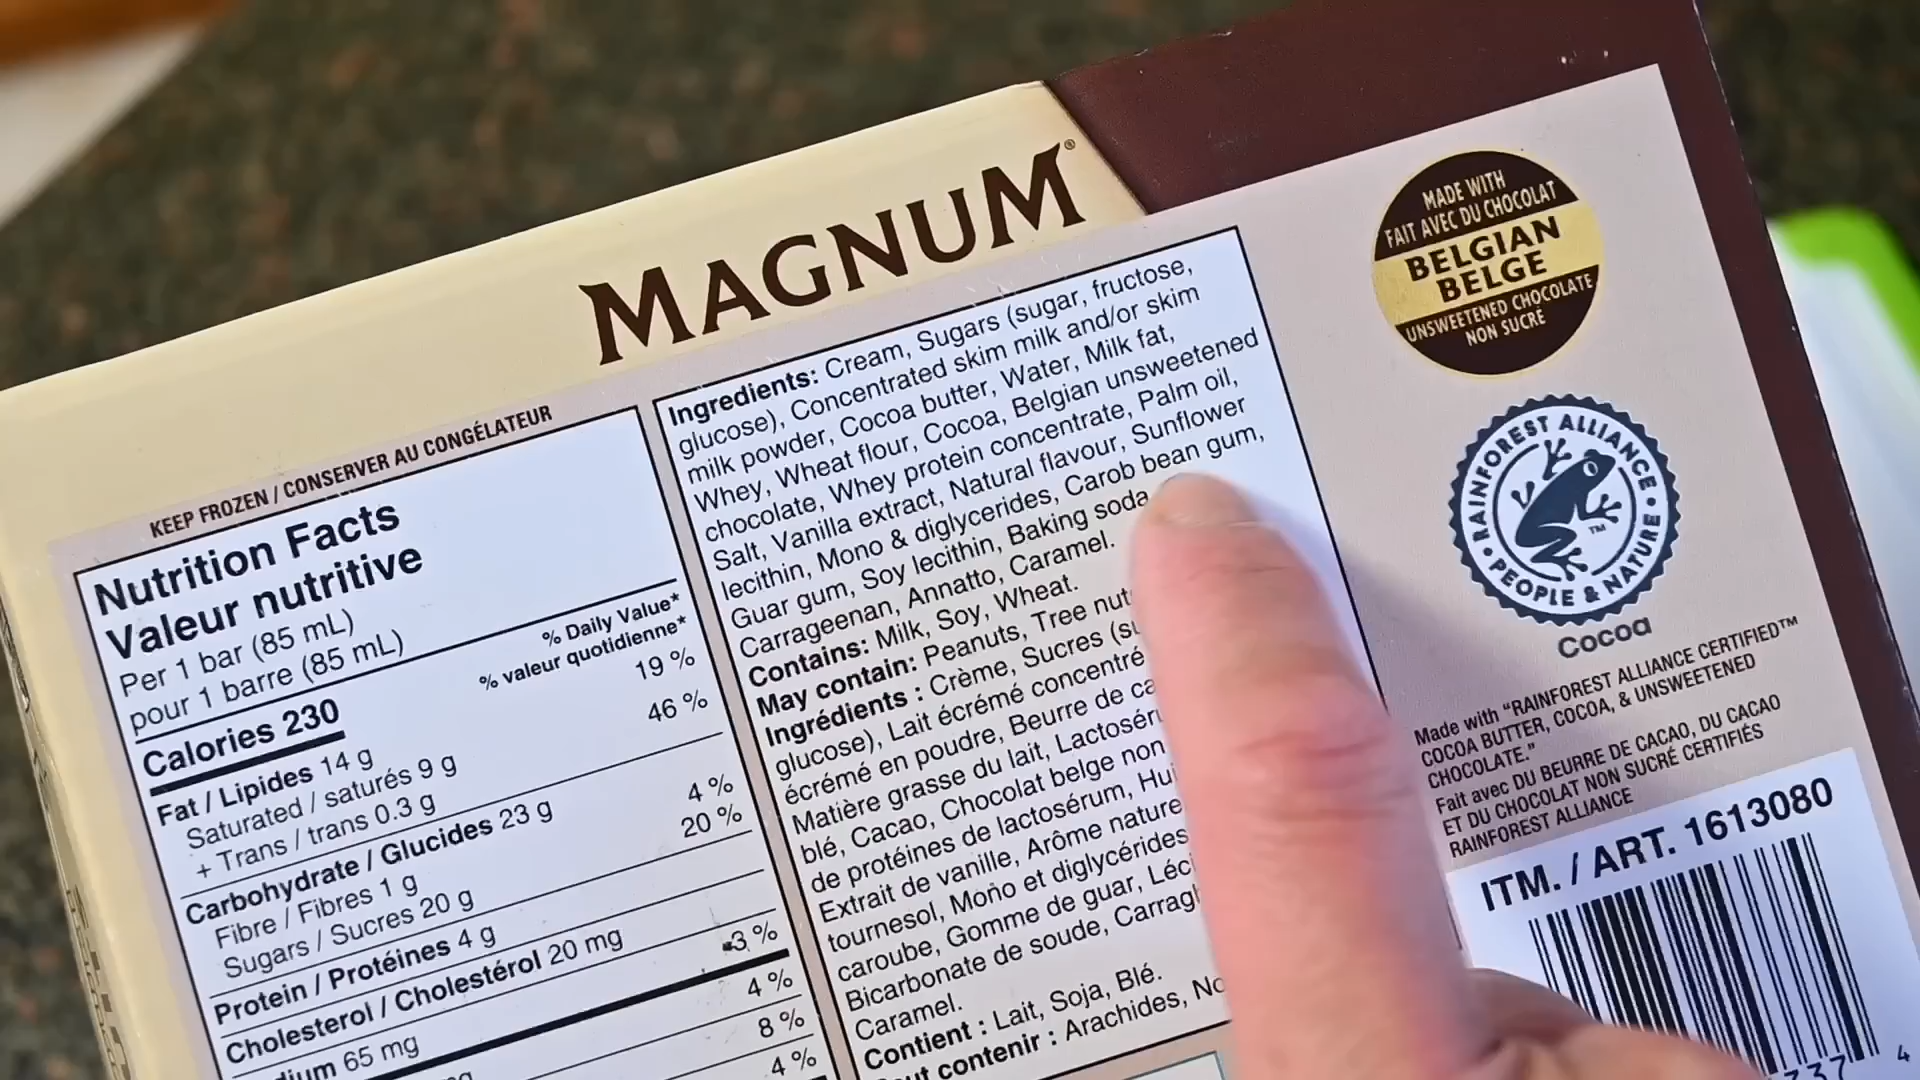 MAGNUM®
KEEP FROZEN / CONSERVER AU CONGÉLATEUR
Nutrition Facts
Valeur nutritive
Per 1 bar (85 mL)
pour 1 barre (85 mL)
% Daily Value*
% valeur quotidienne*
Calories 230
Fat / Lipides 14 g 19 %
Saturated / saturés 9 g 46 %
+ Trans / trans 0.3 g
Carbohydrate / Glucides 23 g
Fibre / Fibres 1 g 4 %
Sugars / Sucres 20 g 20 %
Protein / Protéines 4 g
Cholesterol / Cholestérol 20 mg
65 mg 3 %
4 %
8 %
4 %
Ingredients: Cream, Sugars (sugar, fructose,
glucose), Concentrated skim milk and/or skim
milk powder, Cocoa butter, Water, Milk fat,
Whey, Wheat flour, Cocoa, Belgian unsweetened
chocolate, Whey protein concentrate, Palm oil,
Salt, Vanilla extract, Natural flavour, Sunflower
lecithin, Mono & diglycerides, Carob bean gum,
Guar gum, Soy lecithin, Baking soda
Carrageenan, Annatto, Caramel.
Contains: Milk, Soy, Wheat.
May contain: Peanuts, Tree
Ingrédients : Crème, Sucres
glucose), Lait écrémé concentré
écrémé en poudre, Beurre de
Matière grasse du lait,
blé, Cacao, Chocolat belge non
de protéines de lactosérum,
Extrait de vanille, Arôme
tournesol, Mono et diglycérides
caroube, Gomme de guar,
Bicarbonate de soude,
Caramel.
Contient : Lait, Soja, Blé.
contenir : Arachides,
MADE WITH
FAIT AVEC DU CHOCOLAT
BELGIAN
BELGE
UNSWEETENED CHOCOLATE
NON SUCRÉ
RAINFOREST ALLIANCE
TM
• PEOPLE & NATURE •
Cocoa
Made with “RAINFOREST ALLIANCE CERTIFIED™
COCOA BUTTER, COCOA, & UNSWEETENED
CHOCOLATE.”
Fait avec DU BEURRE DE CACAO, DU CACAO
ET DU CHOCOLAT NON SUCRÉ CERTIFIÉS
RAINFOREST ALLIANCE
ITM. / ART. 1613080
737 4